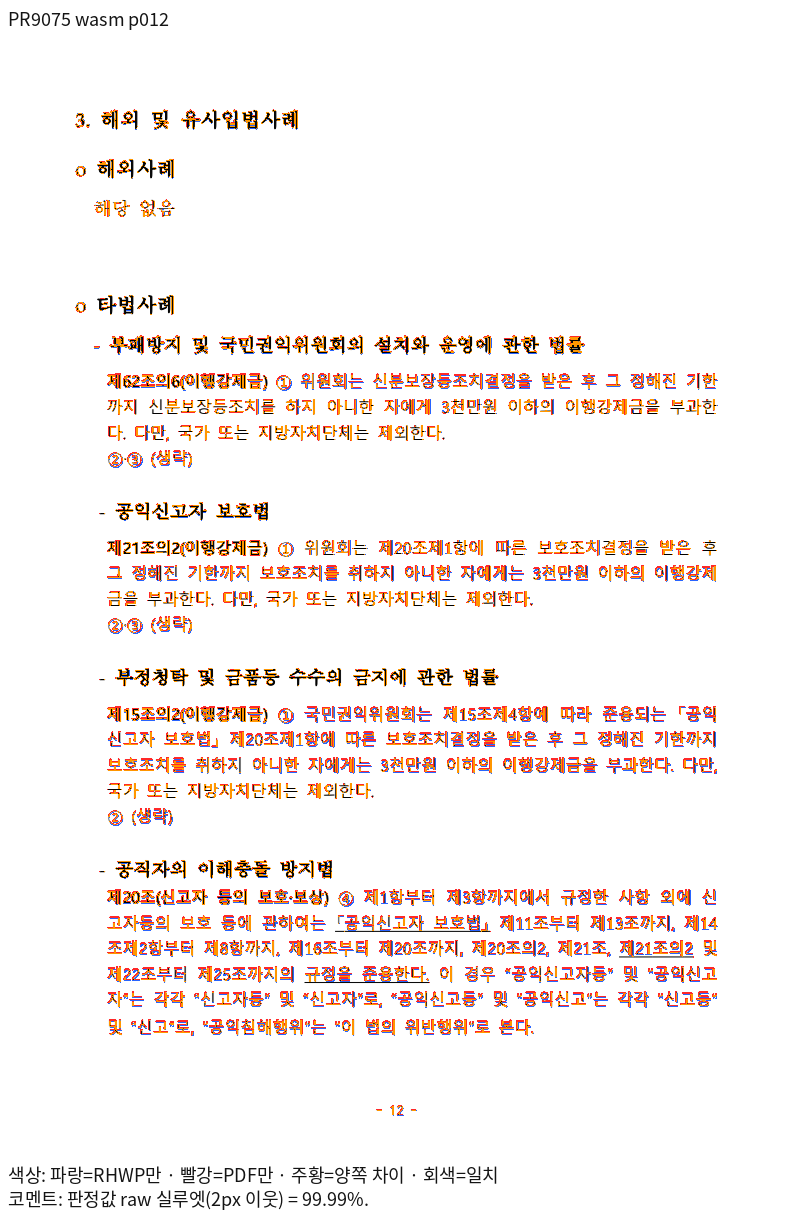 PR9075 wasm p012
3. 해외 및 유사입법사례
o 해외사례
해당 없음
o 타법사례
- 부패방지 및 국민권익위원회의 설치와 운영에 관한 법률
제62조의6(이행강제금) ① 위원회는 신분보장등조치결정을 받은 후 그 정해진 기한
까지 신분보장등조치를 하지 아니한 자에게 3천만원 이하의 이행강제금을 부과한
다. 다만, 국가 또는 지방자치단체는 제외한다.
②·③ (생략)
- 공익신고자 보호법
제21조의2(이행강제금) ① 위원회는 제20조제1항에 따른 보호조치결정을 받은 후
그 정해진 기한까지 보호조치를 취하지 아니한 자에게는 3천만원 이하의 이행강제
금을 부과한다. 다만, 국가 또는 지방자치단체는 제외한다.
②·③ (생략)
- 부정청탁 및 금품등 수수의 금지에 관한 법률
제15조의2(이행강제금) ① 국민권익위원회는 제15조제4항에 따라 준용되는 「공익
신고자 보호법」 제20조제1항에 따른 보호조치결정을 받은 후 그 정해진 기한까지
보호조치를 취하지 아니한 자에게는 3천만원 이하의 이행강제금을 부과한다. 다만,
국가 또는 지방자치단체는 제외한다.
② (생략)
- 공직자의 이해충돌 방지법
제20조(신고자 등의 보호·보상) ④ 제1항부터 제3항까지에서 규정한 사항 외에 신
고자등의 보호 등에 관하여는 「공익신고자 보호법」 제11조부터 제13조까지, 제14
조제2항부터 제8항까지, 제16조부터 제20조까지, 제20조의2, 제21조, 제21조의2 및
제22조부터 제25조까지의 규정을 준용한다. 이 경우 "공익신고자등" 및 "공익신고
자"는 각각 "신고자등" 및 "신고자"로, "공익신고등" 및 "공익신고"는 각각 "신고등"
및 "신고"로, "공익침해행위"는 "이 법의 위반행위"로 본다.
- 12 -
색상: 파랑=RHWP만 · 빨강=PDF만 · 주황=양쪽 차이 · 회색=일치
코멘트: 판정값 raw 실루엣(2px 이웃) = 99.99%.